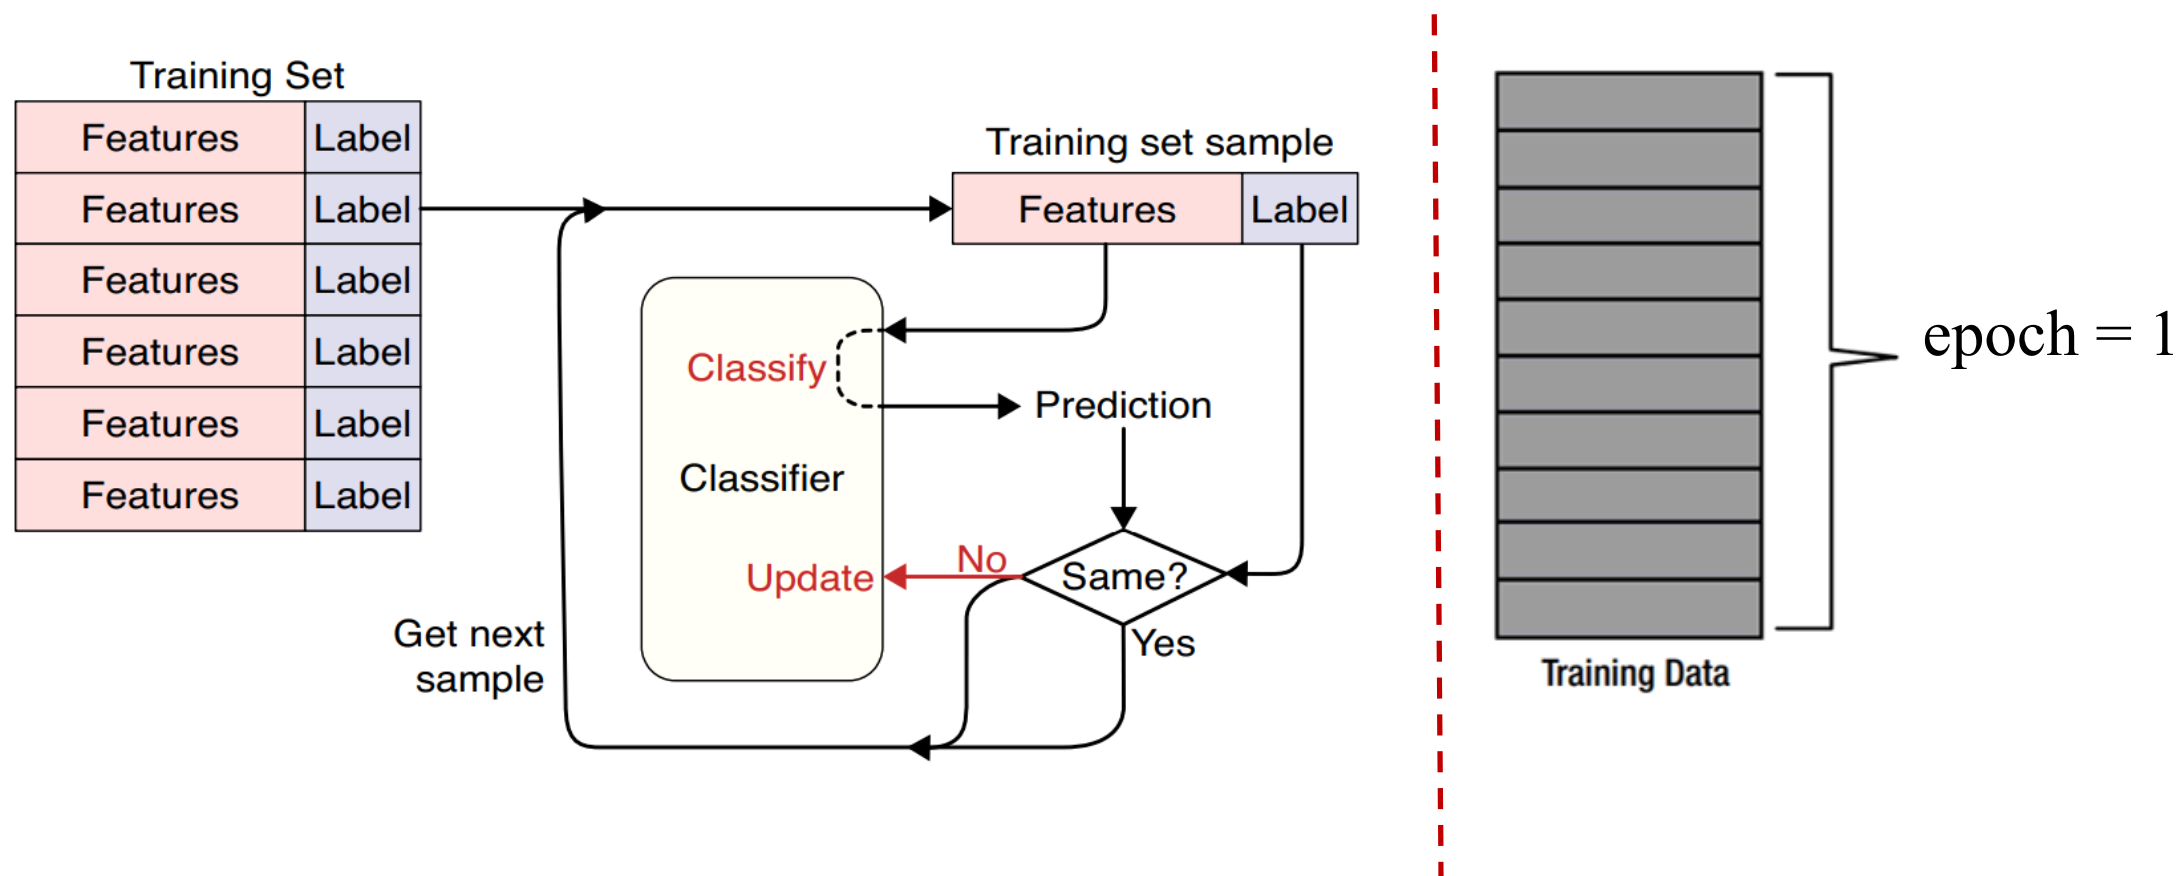 Training Set
Features Label
Features Label
Features Label
Features Label
Features Label
Features Label
Training set sample
Features Label
Classify
Prediction
Classifier
No
Update
Same?
Yes
Get next
sample
epoch = 1
Training Data